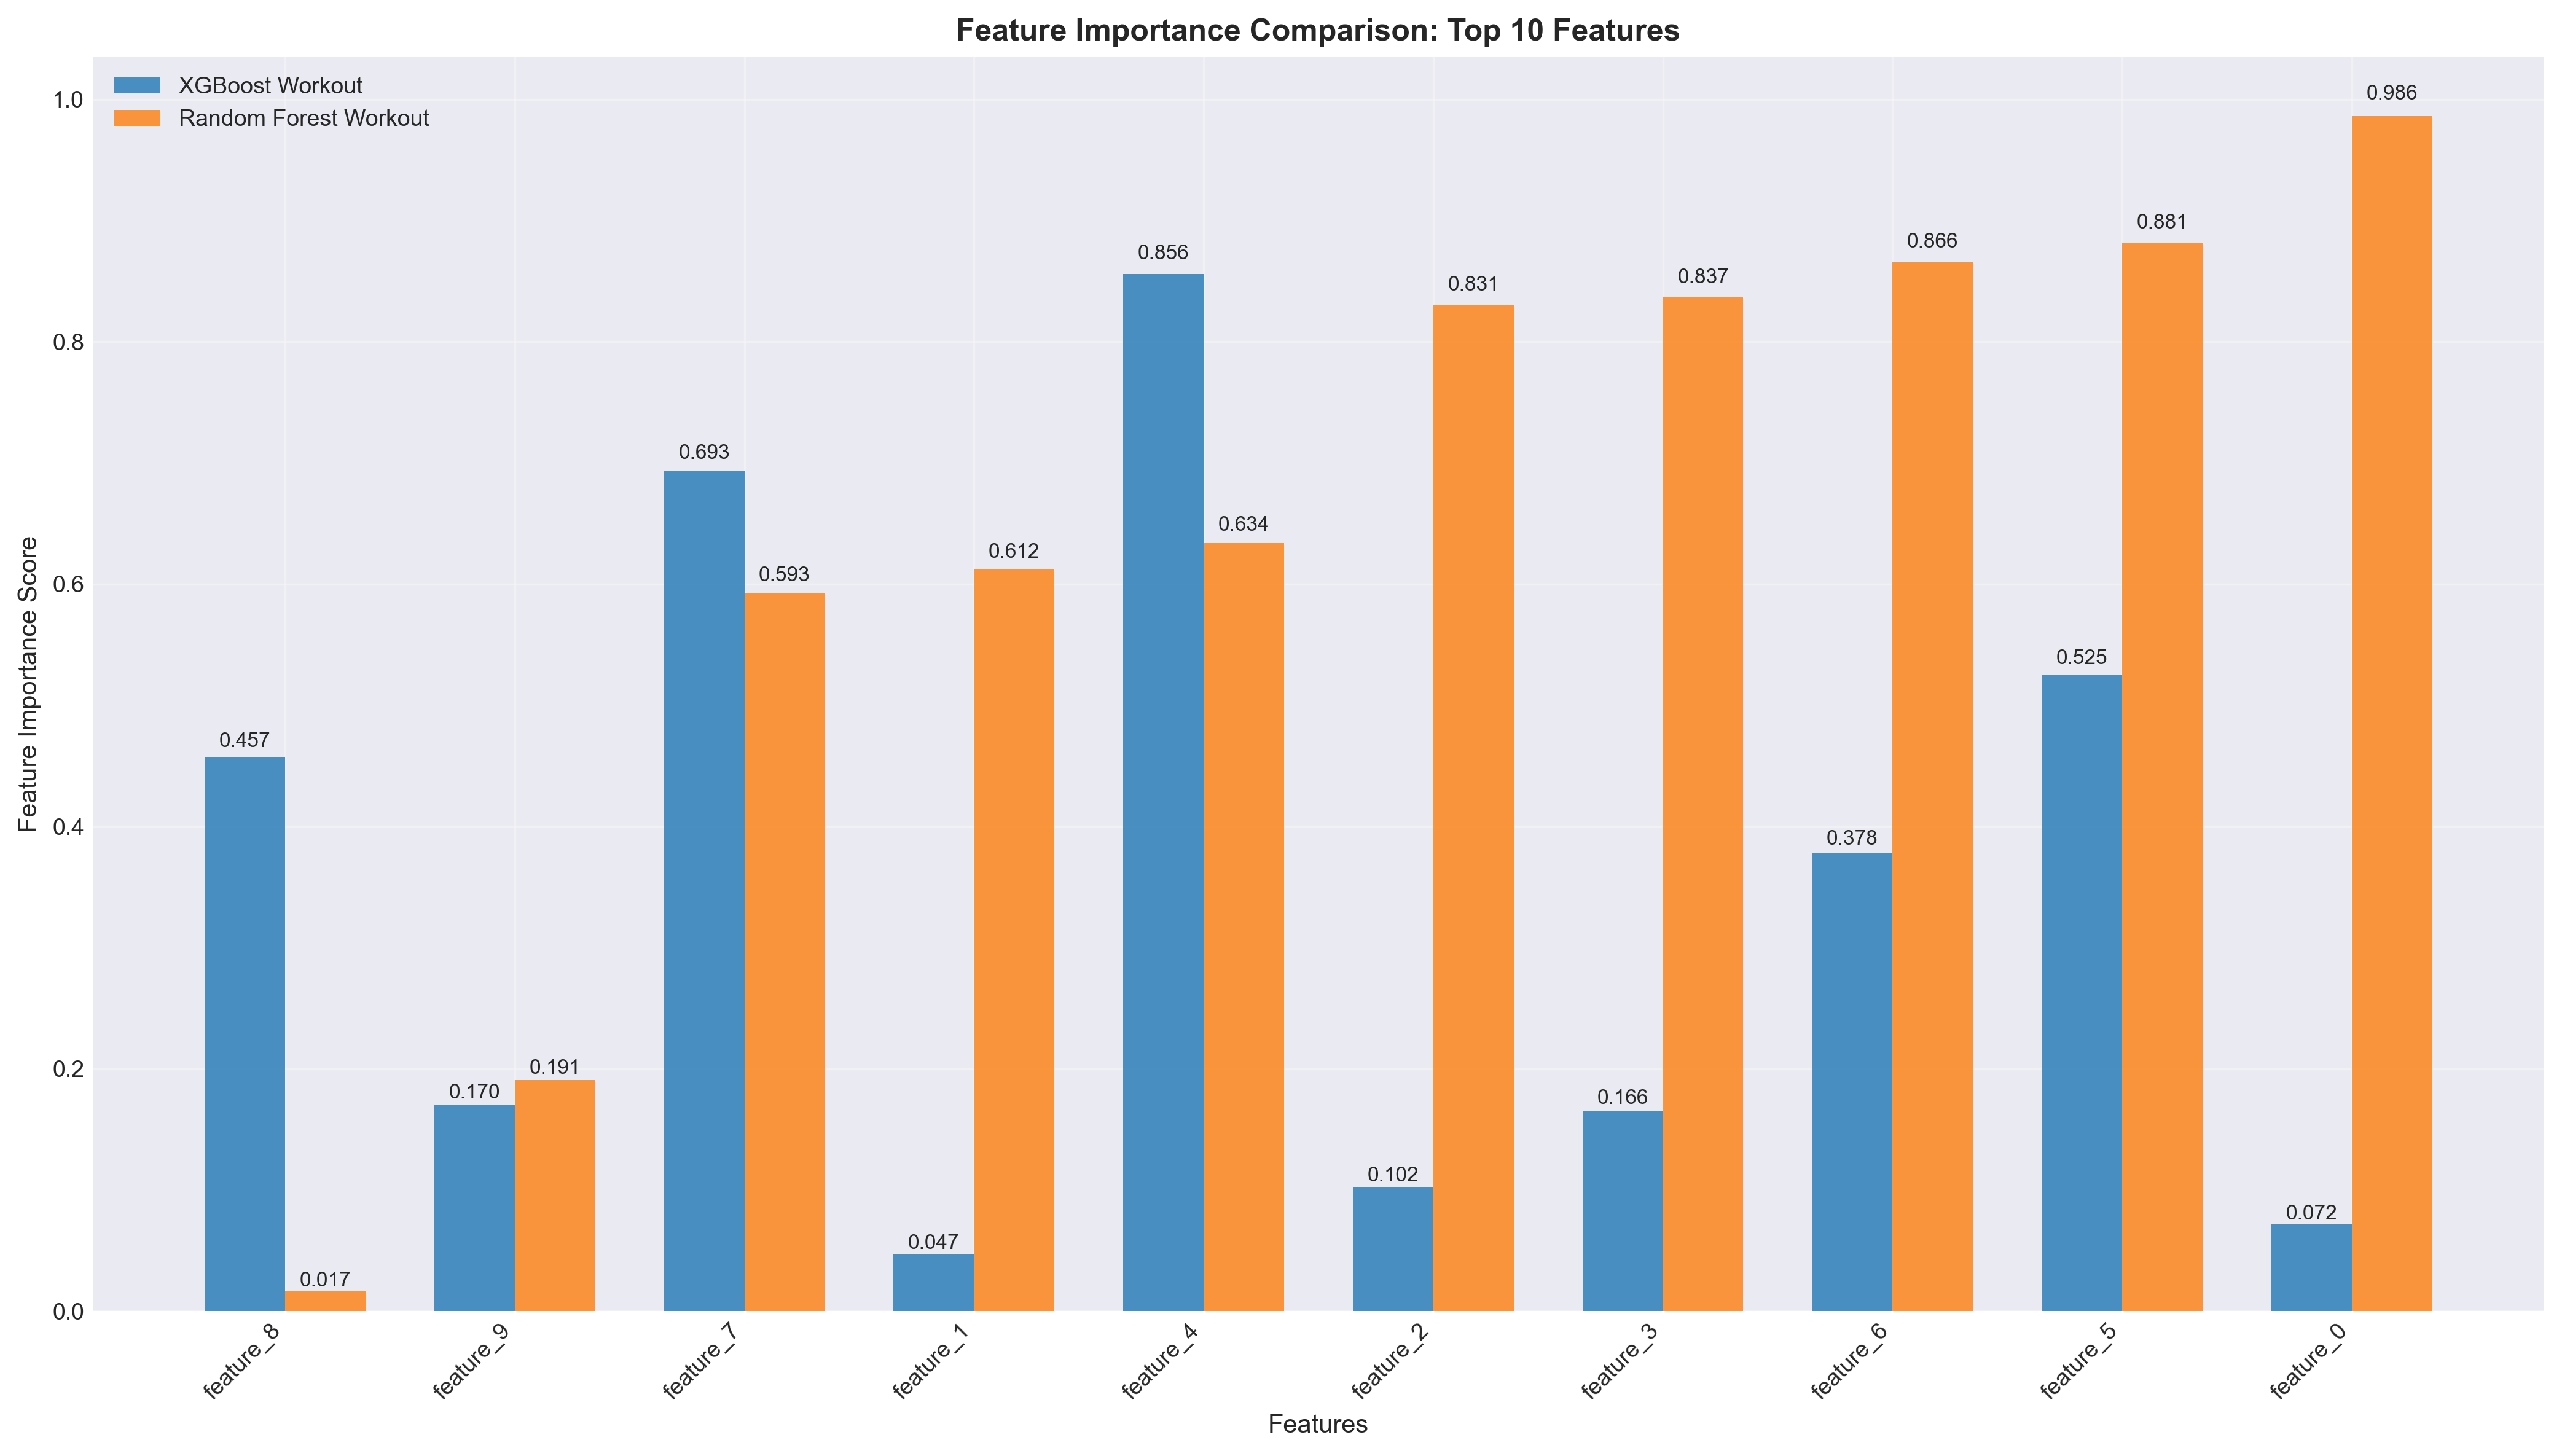 Feature Importance Comparison: Top 10 Features
XGBoost Workout
Random Forest Workout
Feature Importance Score
1.0
0.8
0.6
0.4
0.2
0.0
0.457
0.017
0.170
0.191
0.693
0.593
0.047
0.612
0.856
0.634
0.102
0.831
0.166
0.837
0.378
0.866
0.525
0.881
0.072
0.986
feature_8
feature_9
feature_7
feature_1
feature_4
feature_2
feature_3
feature_6
feature_5
feature_0
Features